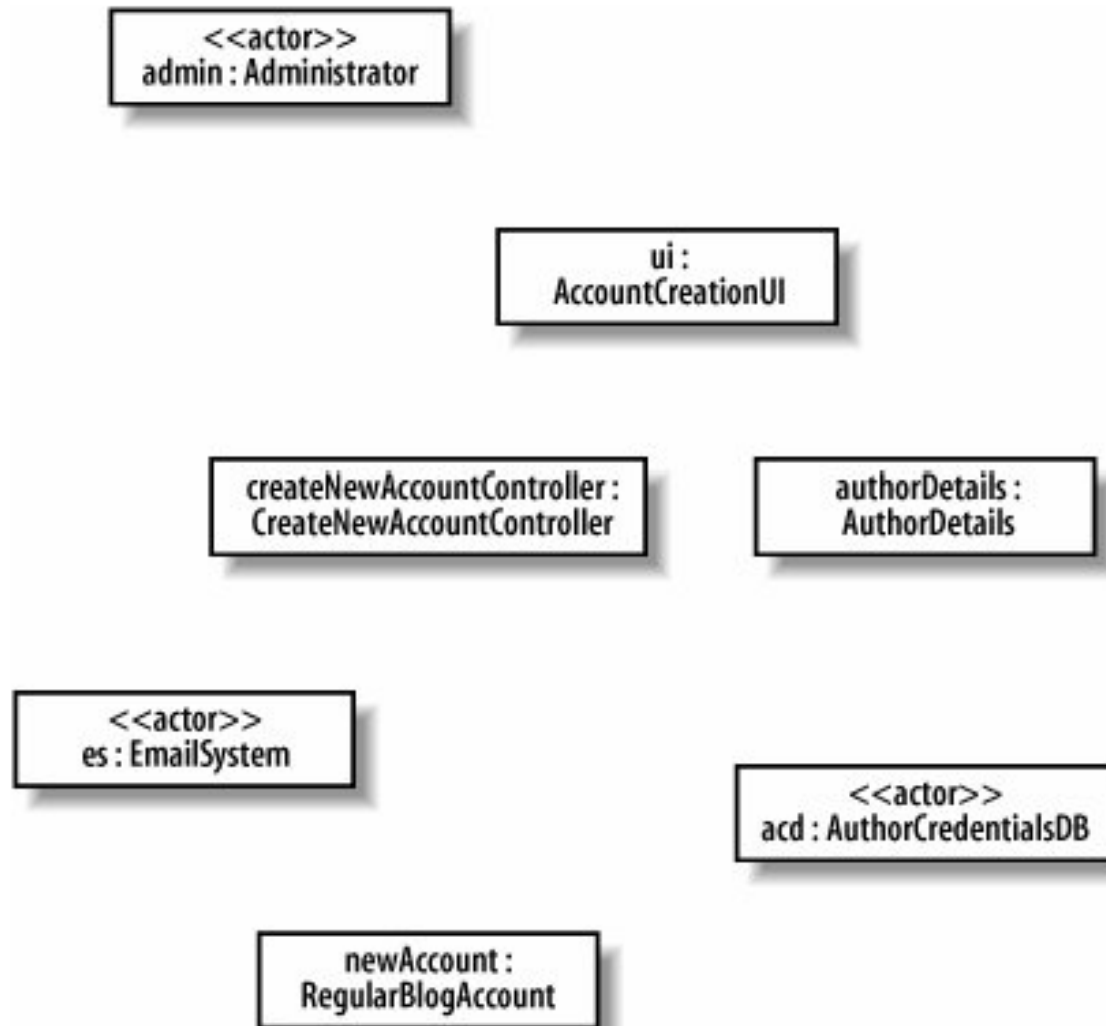 <<actor>>
admin : Administrator
ui :
AccountCreationUI
createNewAccountController :
CreateNewAccountController
authorDetails :
AuthorDetails
<<actor>>
es : EmailSystem
<<actor>>
acd : AuthorCredentialsDB
newAccount :
RegularBlogAccount